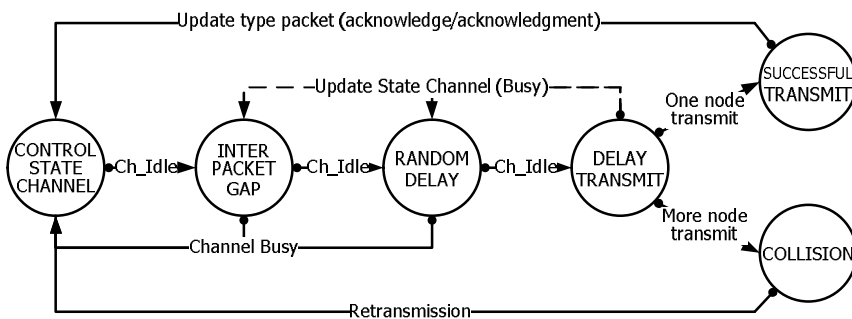 Update type packet (acknowledge/acknowledgment)
SUCCESSFUL
TRANSMIT
Update State Channel (Busy)
One node
transmit
CONTROL
STATE
CHANNEL
Ch_Idle
INTER
PACKET
GAP
Ch_Idle
RANDOM
DELAY
Ch_Idle
DELAY
TRANSMIT
More node
transmit
Channel Busy
COLLISION
Retransmission